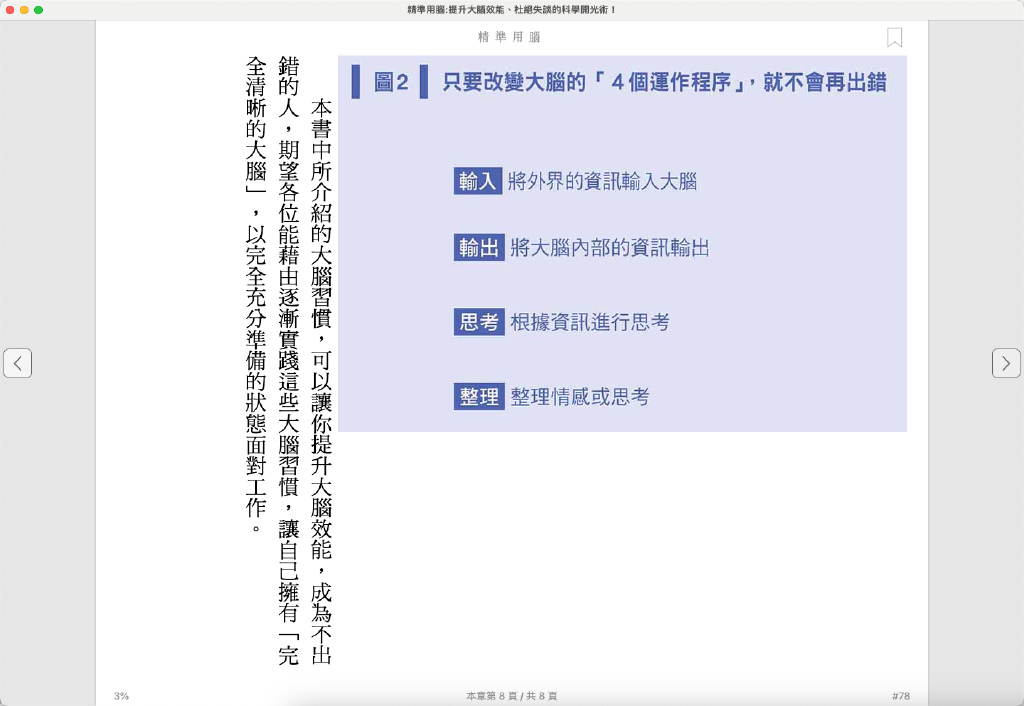 精準用腦:提升大腦效能、杜絕失誤的科學開光術！
精準用腦
圖2 只要改變大腦的「4個運作程序」，就不會再出錯
輸入 將外界的資訊輸入大腦
輸出 將大腦內部的資訊輸出
思考 根據資訊進行思考
整理 整理情感或思考
本書中所介紹的大腦習慣，可以讓你提升大腦效能，成為不出
錯的人，期望各位能藉由逐漸實踐這些大腦習慣，讓自己擁有「完
全清晰的大腦」，以完全充分準備的狀態面對工作。
3%
本章第 8 頁 / 共 8 頁
#78